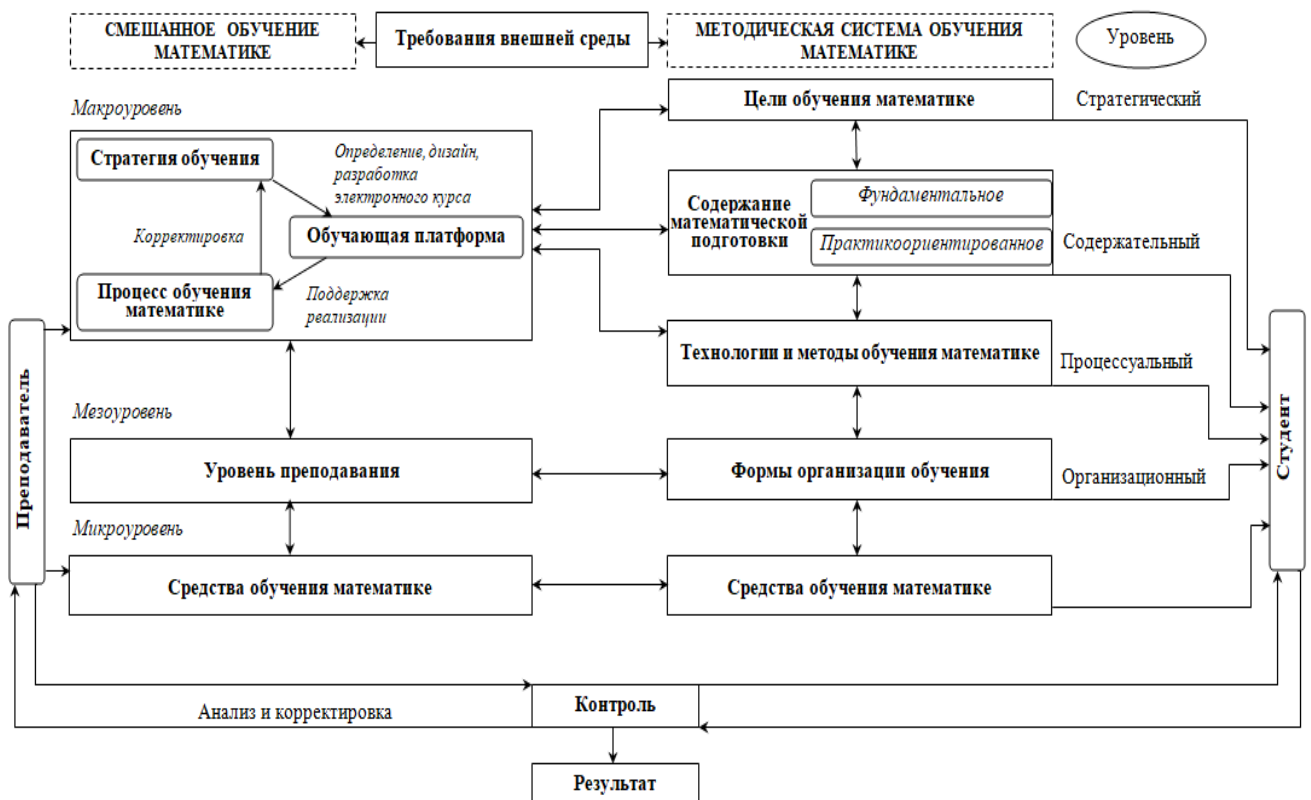 СМЕШАННОЕ ОБУЧЕНИЕ
МАТЕМАТИКЕ
Требования внешней среды
МЕТОДИЧЕСКАЯ СИСТЕМА ОБУЧЕНИЯ
МАТЕМАТИКЕ
Уровень
Макроуровень
Цели обучения математике
Стратегический
Стратегия обучения
Определение, дизайн,
разработка
электронного курса
Корректировка
Обучающая платформа
Процесс обучения
математике
Поддержка
реализации
Содержание
математической
подготовки
Фундаментальное
Практикоориентированное
Содержательный
Технологии и методы обучения математике
Процессуальный
Преподаватель
Студент
Мезоуровень
Уровень преподавания
Формы организации обучения
Организационный
Микроуровень
Средства обучения математике
Средства обучения математике
Контроль
Анализ и корректировка
Результат